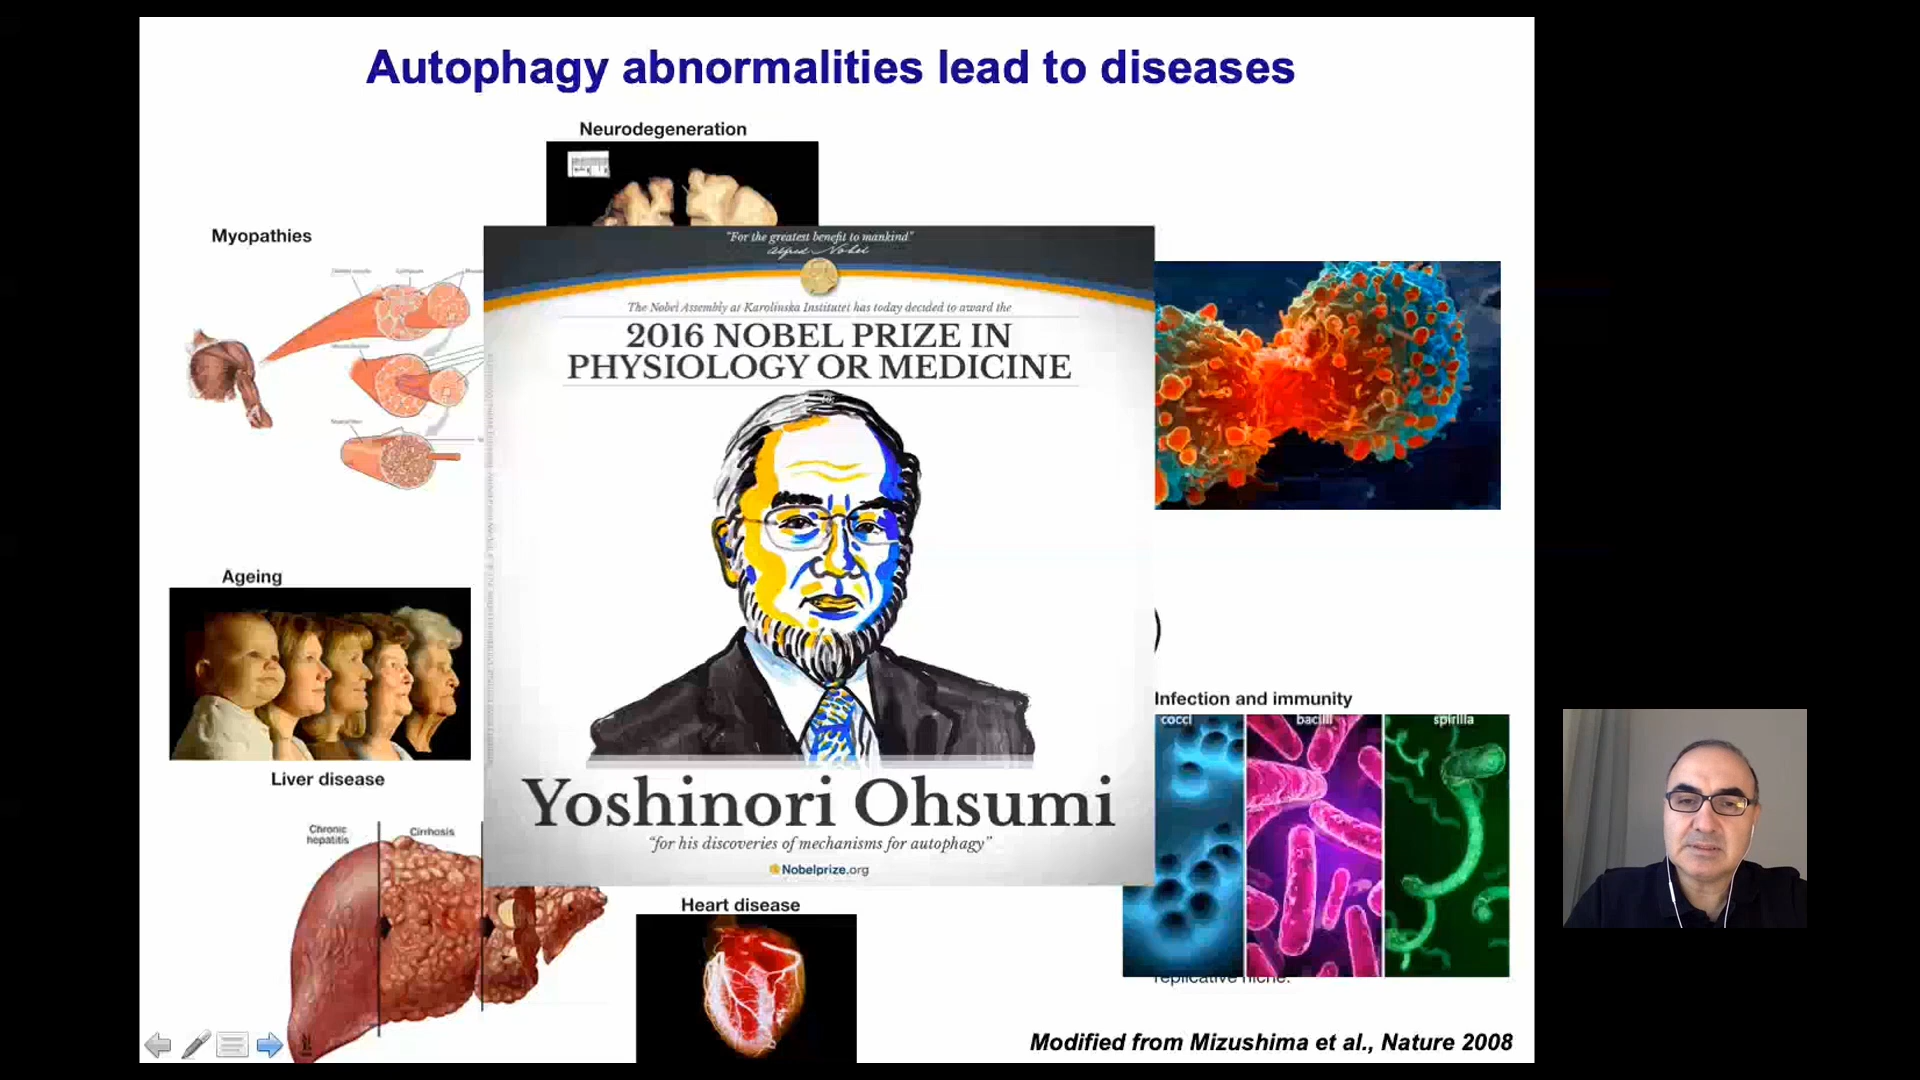 Autophagy abnormalities lead to diseases
Neurodegeneration
Myopathies
"For the greatest benefit to mankind"
Alfred Nobel
The Nobel Assembly at Karolinska Institutet has today decided to award the
2016 NOBEL PRIZE IN
PHYSIOLOGY OR MEDICINE
to:
Yoshinori Ohsumi
"for his discoveries of mechanisms for autophagy"
Nobelprize.org
Ageing
Liver disease
Chronic
hepatitis
Cirrhosis
Heart disease
Infection and immunity
cocci
bacilli
spirilla
replicative niche.
Modified from Mizushima et al., Nature 2008